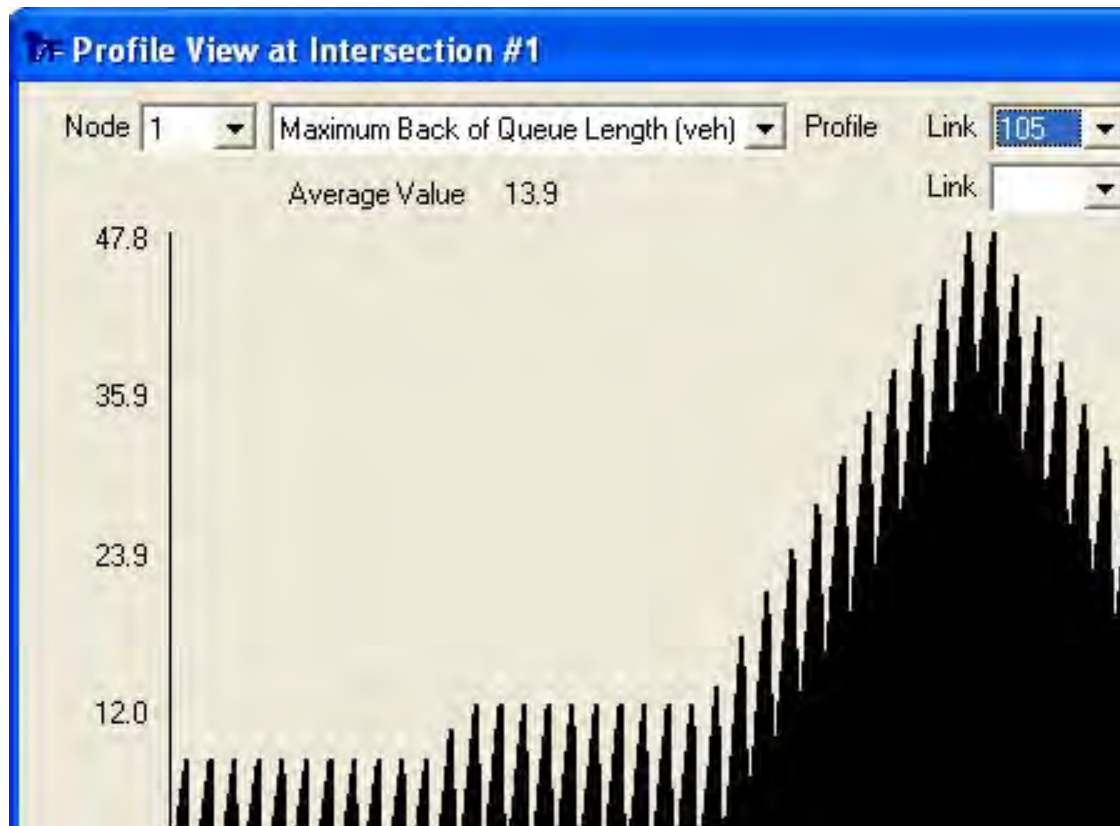 T7F Profile View at Intersection #1
Node 1 Maximum Back of Queue Length (veh) Profile Link 105
Average Value 13.9 Link
47.8
35.9
23.9
12.0